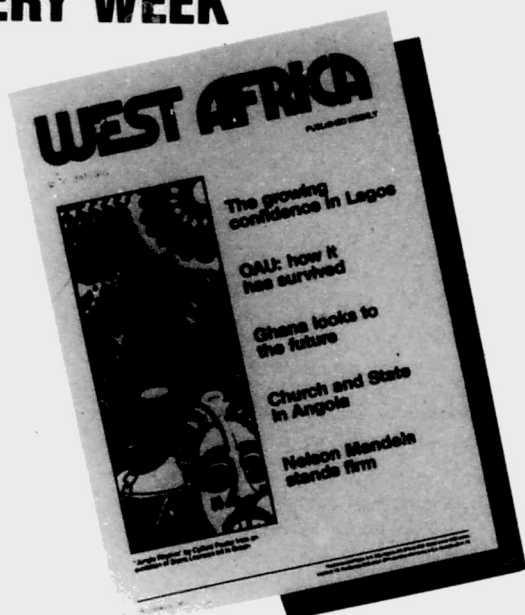 ERY WEEK
WEST AFRICA
PUBLISHED WEEKLY
The growing
confidence in Lagos
OAU: how it
has survived
Ghana looks to
the future
Church and State
in Angola
Nelson Mandela
stands firm